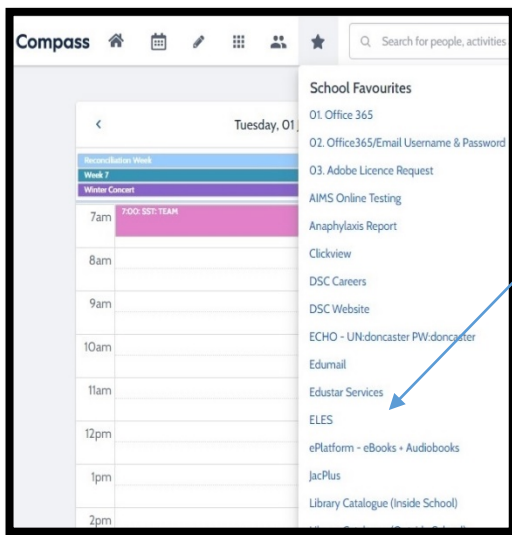 Compass
Search for people, activities
School Favourites
01. Office 365
02. Office365/Email Username & Password
03. Adobe Licence Request
AIMS Online Testing
Anaphylaxis Report
Clickview
DSC Careers
DSC Website
ECHO - UN:doncaster PW:doncaster
Edumail
Edustar Services
ELES
ePlatform - eBooks + Audiobooks
JacPlus
Library Catalogue (Inside School)
Tuesday, 01
Reconciliation Week
Week 7
Winter Concert
7am
7:00: SST: TEAM
8am
9am
10am
11am
12pm
1pm
2pm